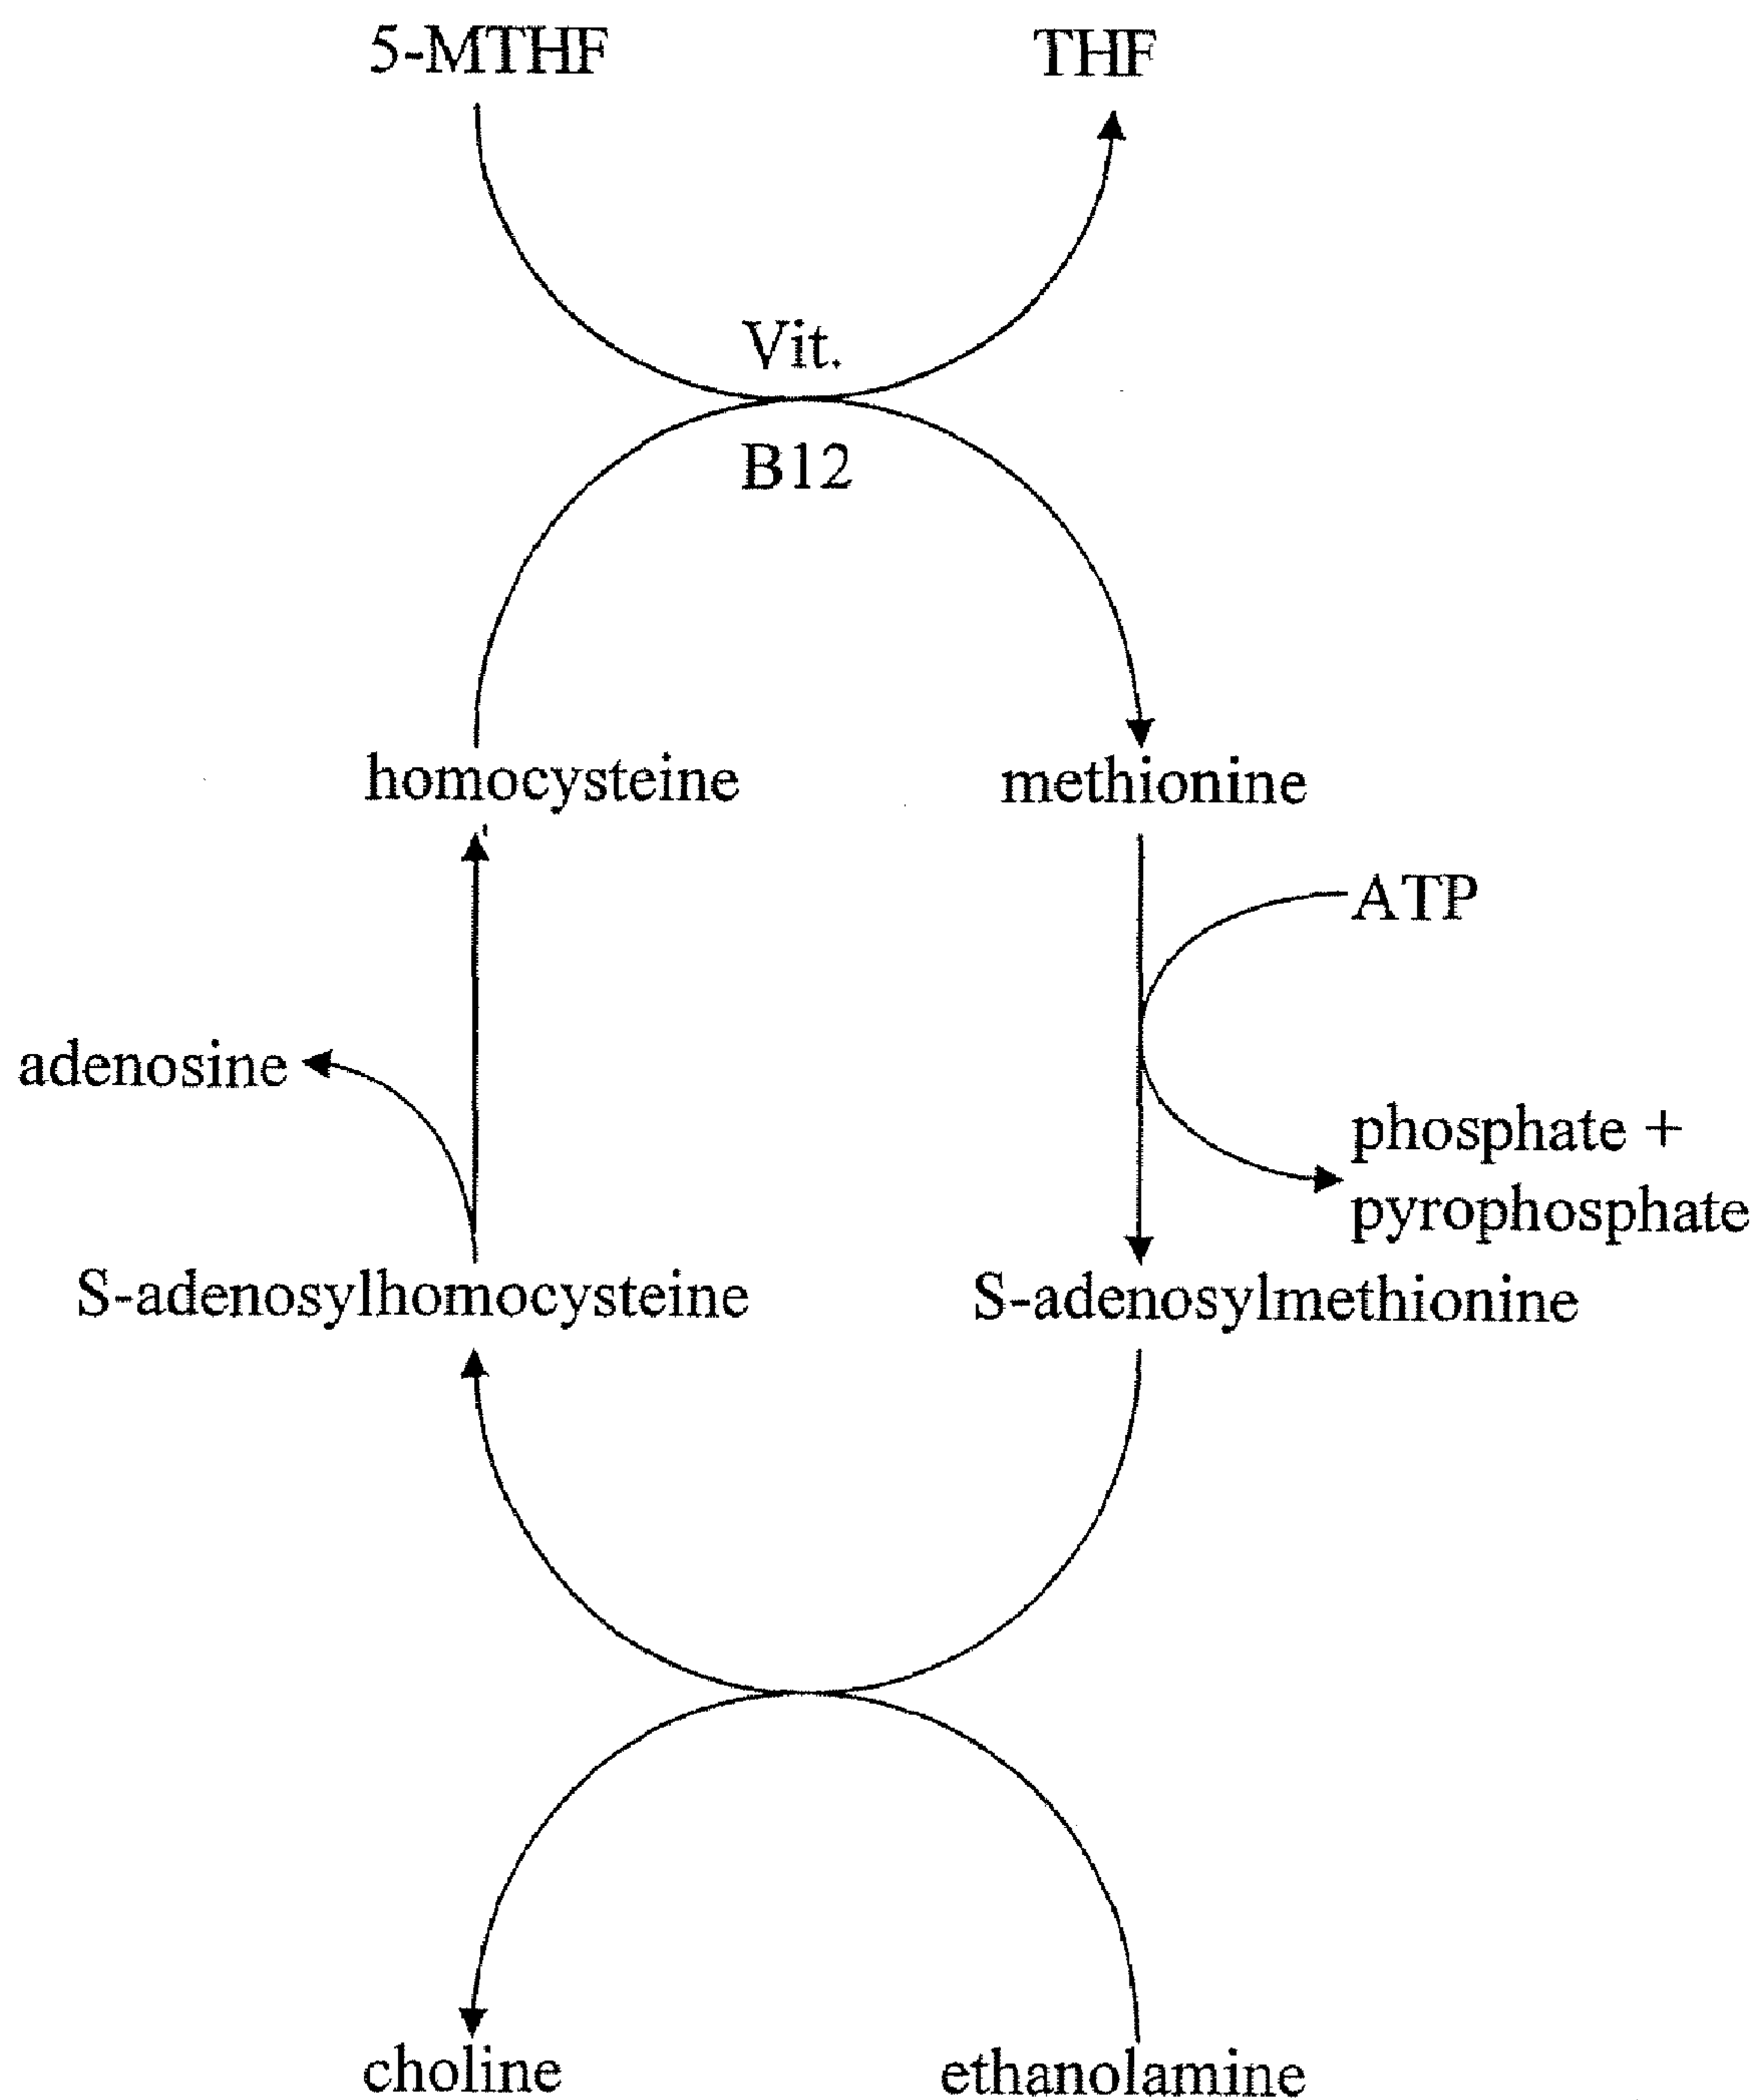 5-MTHF
THF
Vit.
B12
homocysteine
methionine
ATP
adenosine
phosphate +
pyrophosphate
S-adenosylhomocysteine
S-adenosylmethionine
choline
ethanolamine